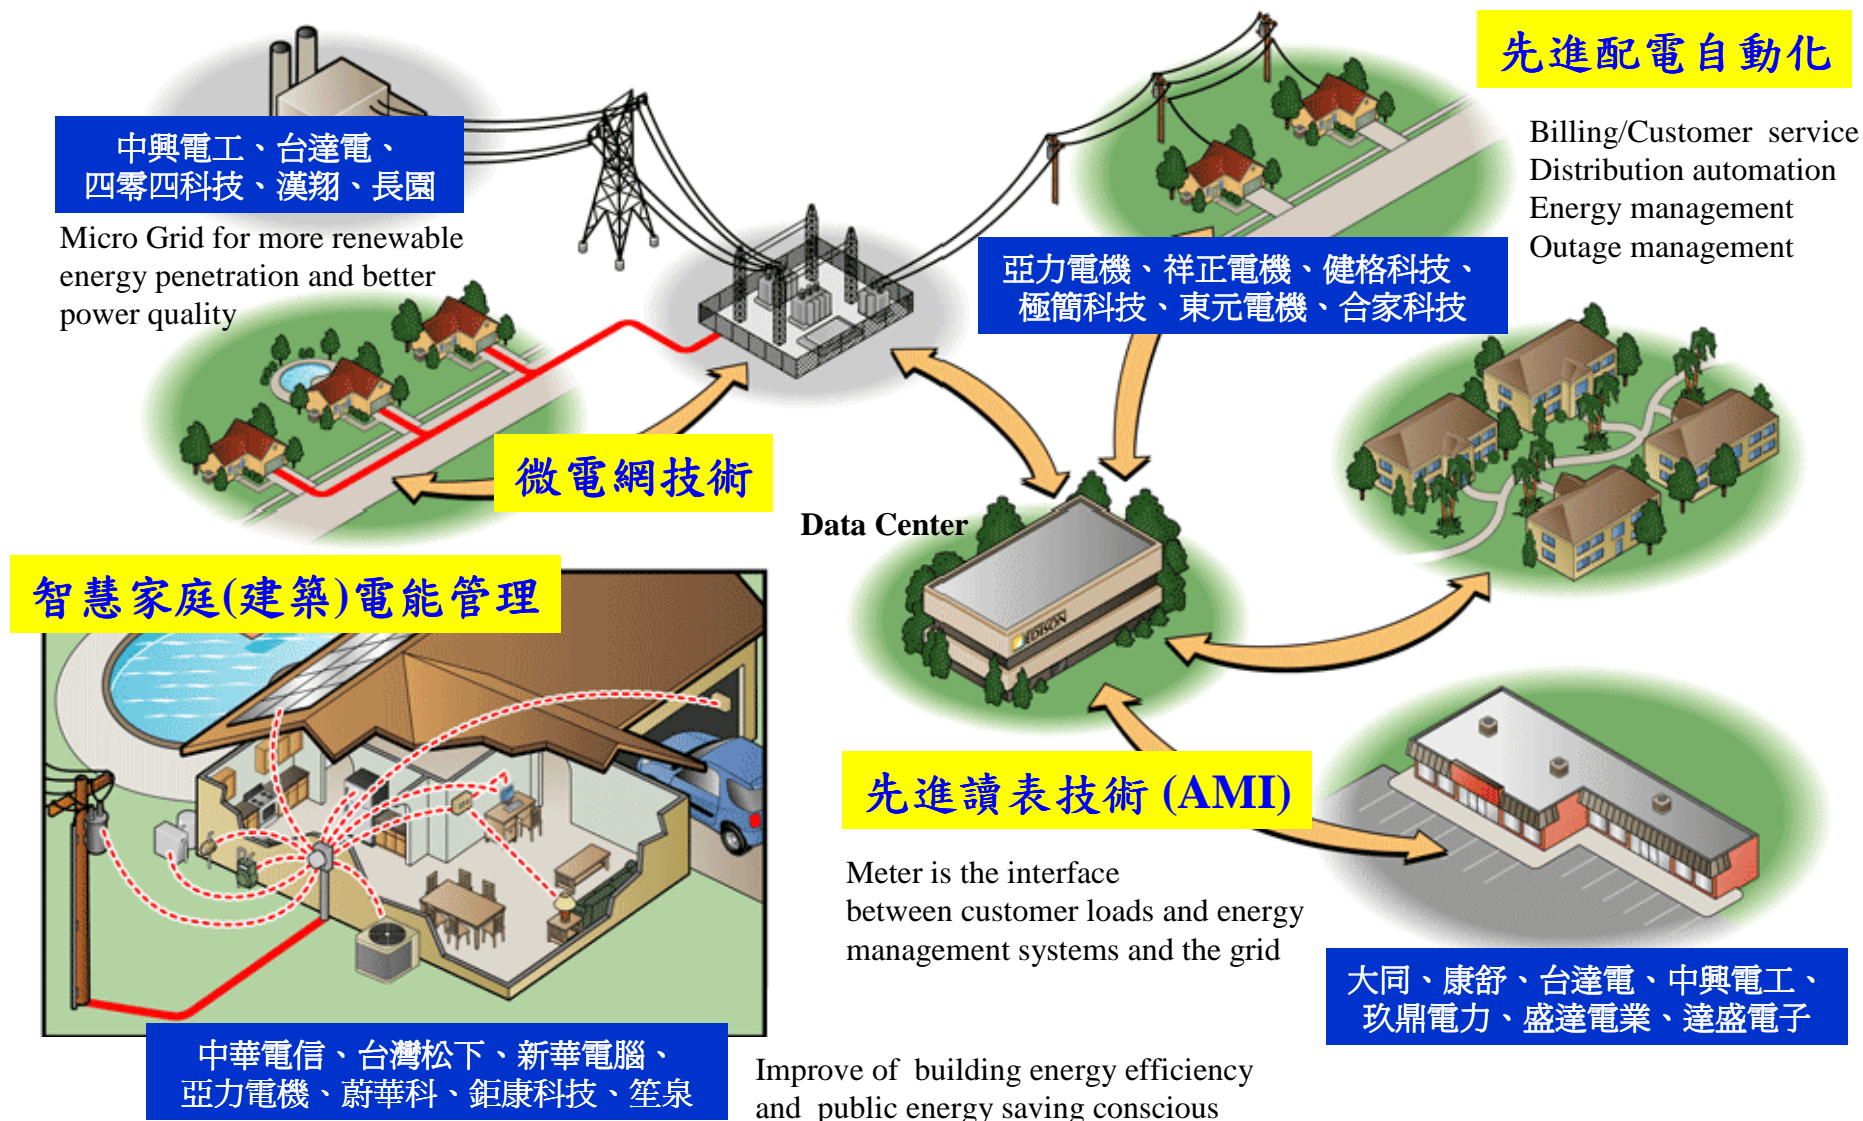 先進配電自動化
Billing/Customer service
Distribution automation
Energy management
Outage management
中興電工、台達電、
四零四科技、漢翔、長園
Micro Grid for more renewable
energy penetration and better
power quality
亞力電機、祥正電機、健格科技、
極簡科技、東元電機、合家科技
微電網技術
Data Center
EDISON
智慧家庭(建築)電能管理
先進讀表技術 (AMI)
Meter is the interface
between customer loads and energy
management systems and the grid
大同、康舒、台達電、中興電工、
玖鼎電力、盛達電業、達盛電子
中華電信、台灣松下、新華電腦、
亞力電機、蔚華科、鉅康科技、笙泉
Improve of building energy efficiency
and public energy saving conscious